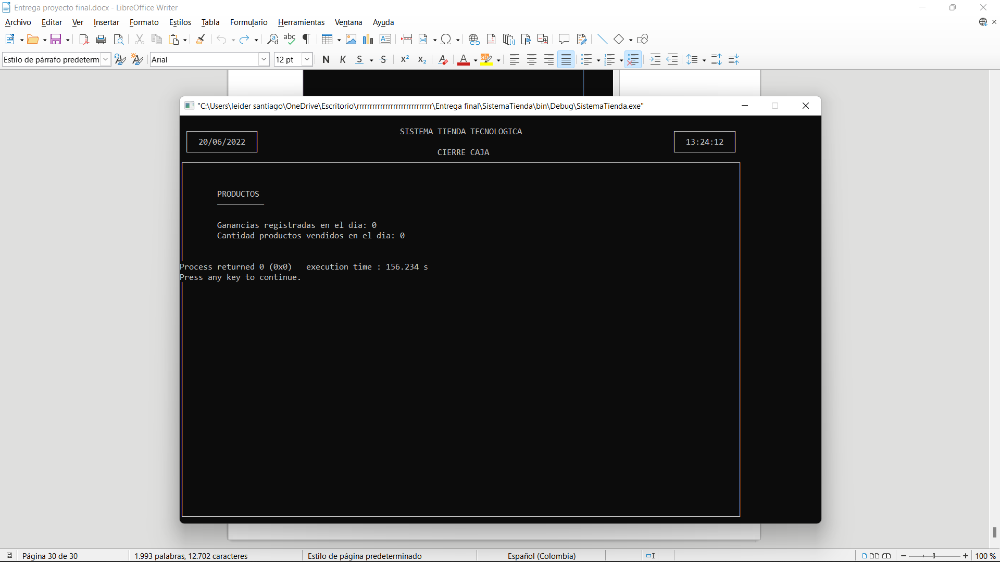 Entrega proyecto final.docx - LibreOffice Writer
Archivo Editar Ver Insertar Formato Estilos Tabla Formulario Herramientas Ventana Ayuda
Estilo de párrafo predeterm Arial 12 pt N K S S X² X₂ A
"C:\Users\leider santiago\OneDrive\Escritorio\rrrrrrrrrrrrrrrrrrrrrrrrrrrr\Entrega final\SistemaTienda\bin\Debug\SistemaTienda.exe"
SISTEMA TIENDA TECNOLOGICA
20/06/2022 13:24:12
CIERRE CAJA
PRODUCTOS
Ganancias registradas en el dia: 0
Cantidad productos vendidos en el dia: 0
Process returned 0 (0x0)   execution time : 156.234 s
Press any key to continue.
Página 30 de 30 1.993 palabras, 12.702 caracteres Estilo de página predeterminado Español (Colombia) 100 %